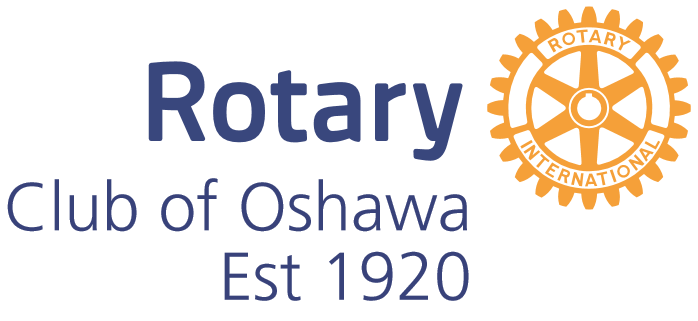 Rotary
Club of Oshawa
Est 1920
ROTARY
INTERNATIONAL